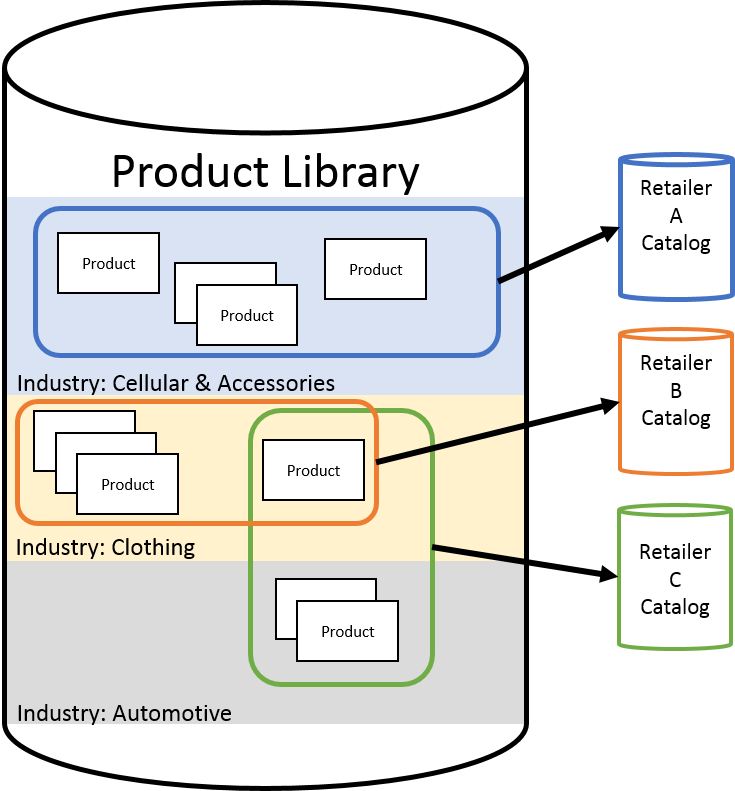 Product Library
Product
Product
Product
Industry: Cellular & Accessories
Product
Product
Industry: Clothing
Product
Industry: Automotive
Retailer
A
Catalog
Retailer
B
Catalog
Retailer
C
Catalog